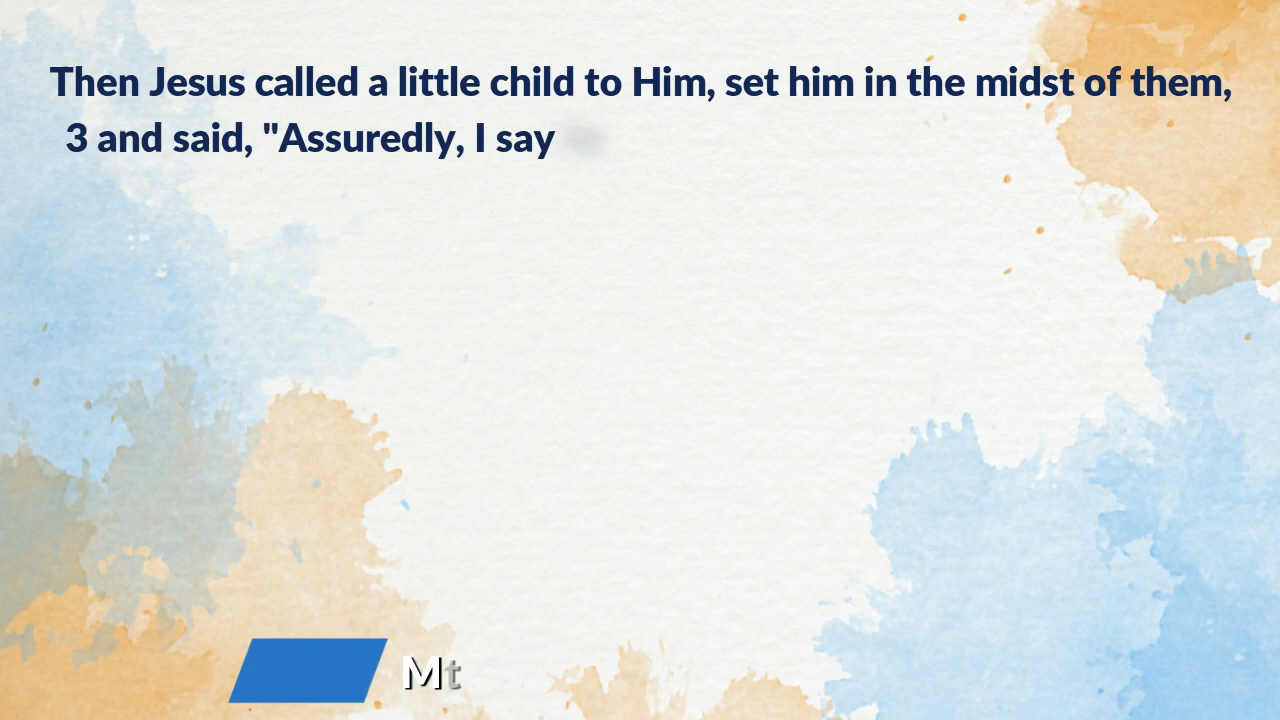 Then Jesus called a little child to Him, set him in the midst of them,
3 and said, "Assuredly, I say
Mt